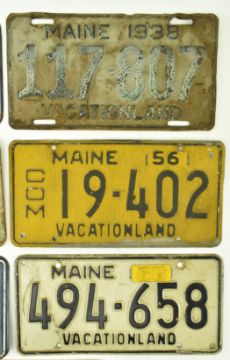 MAINE 1938
117·807
VACATIONLAND
MAINE 56
COM 19-402
VACATIONLAND
MAINE
494-658
VACATIONLAND